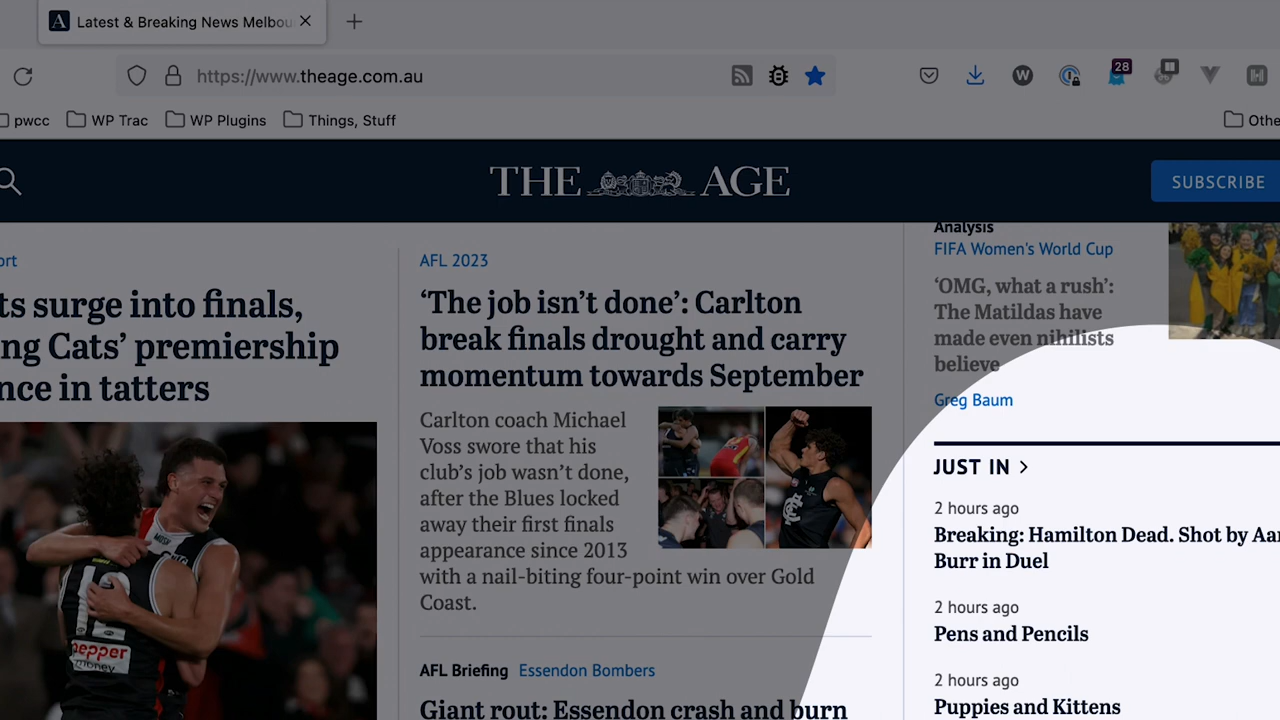 Latest & Breaking News Melbou
https://www.theage.com.au
W
28
pwcc
WP Trac
WP Plugins
Things, Stuff
Othe
THE AGE
SUBSCRIBE
ort
ts surge into finals,
ng Cats’ premiership
nce in tatters
12
pepper
money
AFL 2023
‘The job isn’t done’: Carlton
break finals drought and carry
momentum towards September
Carlton coach Michael
Voss swore that his
club’s job wasn’t done,
after the Blues locked
away their first finals
appearance since 2013
with a nail-biting four-point win over Gold
Coast.
AFL Briefing Essendon Bombers
Giant rout: Essendon crash and burn
Analysis
FIFA Women's World Cup
‘OMG, what a rush’:
The Matildas have
made even nihilists
believe
Greg Baum
JUST IN >
2 hours ago
Breaking: Hamilton Dead. Shot by Aar
Burr in Duel
2 hours ago
Pens and Pencils
2 hours ago
Puppies and Kittens